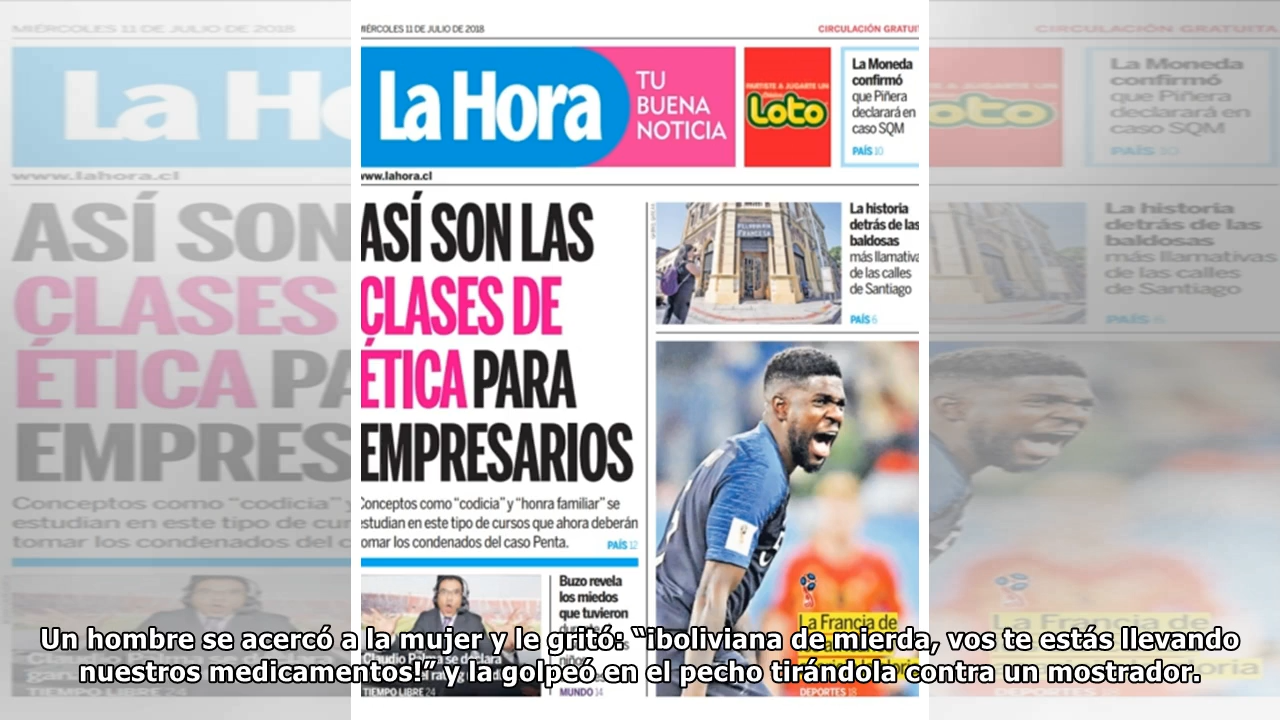 MIÉRCOLES 11 DE JULIO DE 2018
CIRCULACIÓN GRATUIT
La Hora
TU
BUENA
NOTICIA
Loto
La Moneda
confirmó
que Piñera
declarará en
caso SQM
PAÍS 10
www.lahora.cl
ASÍ SON LAS
CLASES DE
ÉTICA PARA
EMPRESARIOS
Conceptos como “codicia” y “honra familiar” se
estudian en este tipo de cursos que ahora deberán
tomar los condenados del caso Penta.
PAÍS 12
La historia
detrás de las
baldosas
más llamativa
de las calles
de Santiago
PAÍS 6
Buzo revela
los miedos
que tuvieron
MUNDO 14
TIEMPO LIBRE 24
La Francia de
DEPORTES 18
Un hombre se acercó a la mujer y le gritó: “¡boliviana de mierda, vos te estás llevando
nuestros medicamentos!” y la golpeó en el pecho tirándola contra un mostrador.